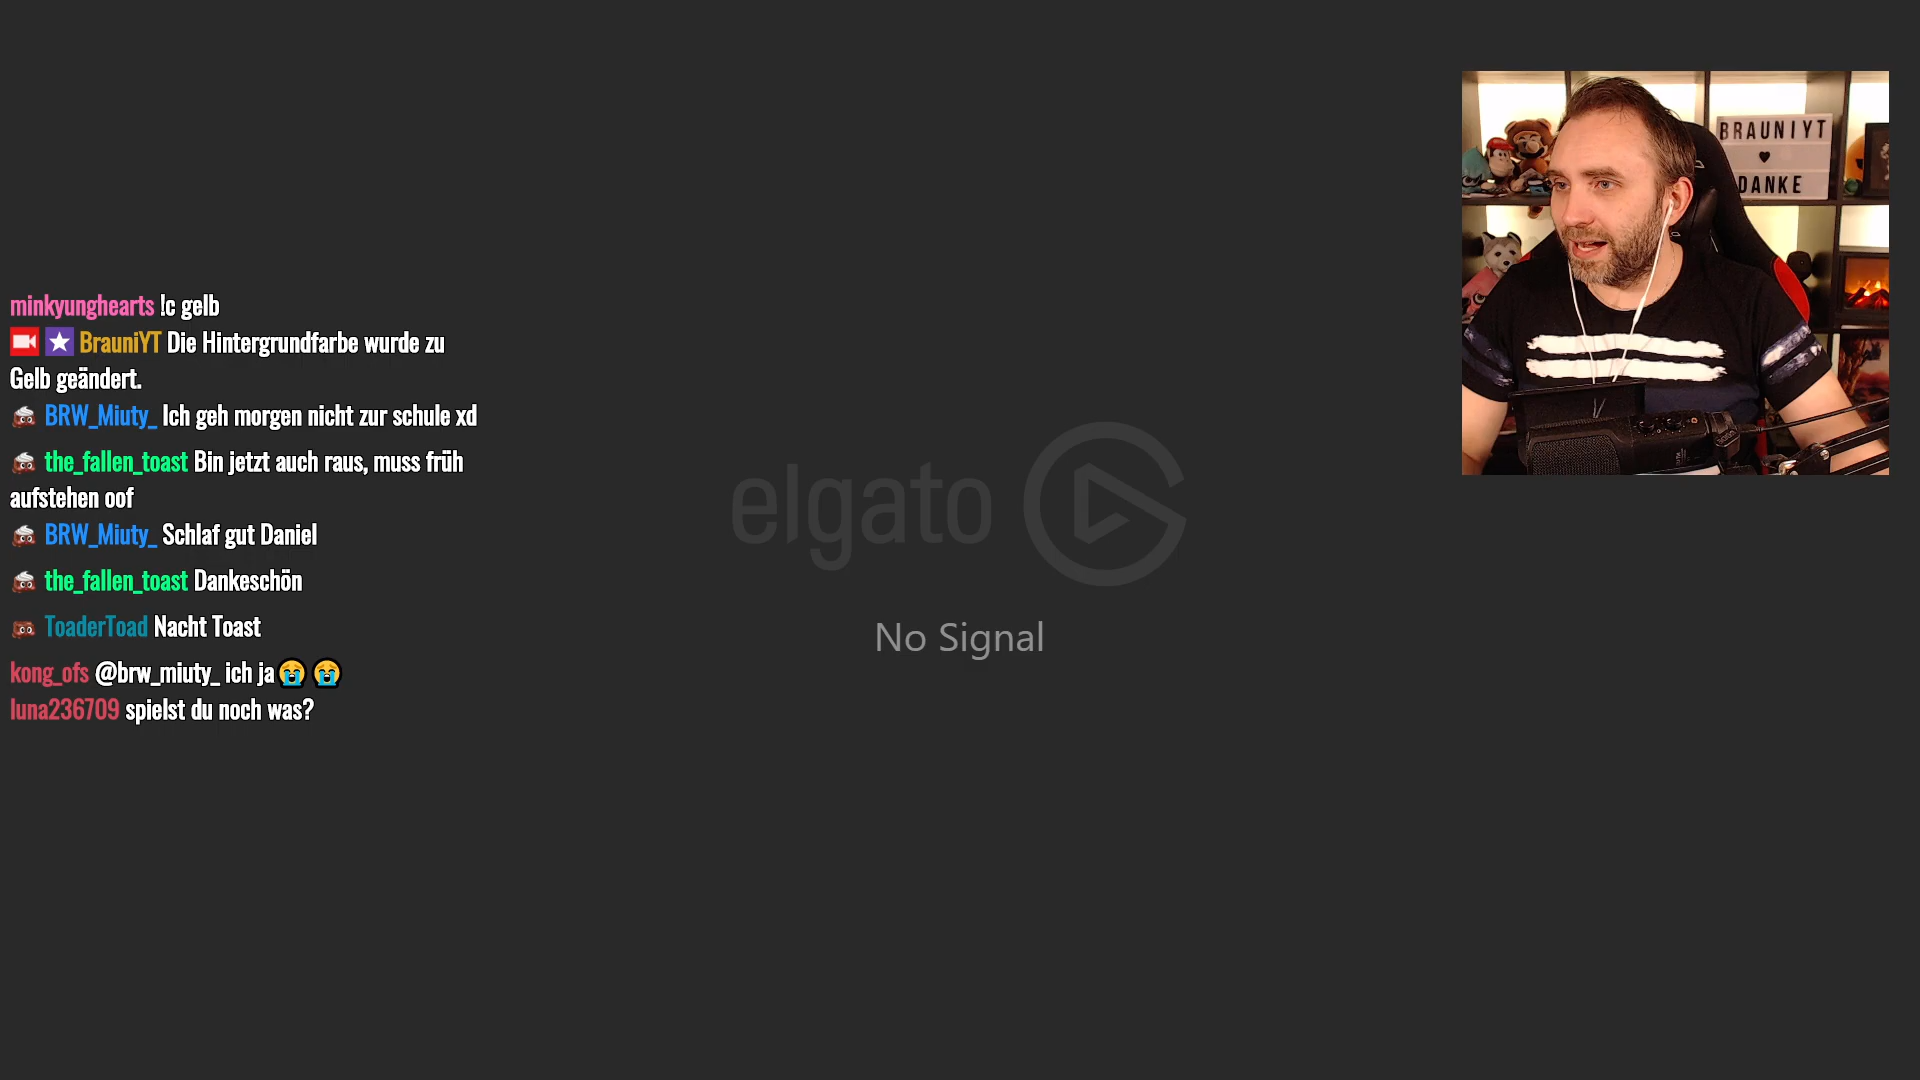 BRAUNIYT
DANKE
minkyunghearts !c gelb
BrauniYT Die Hintergrundfarbe wurde zu
Gelb geändert.
BRW_Miuty_ Ich geh morgen nicht zur schule xd
the_fallen_toast Bin jetzt auch raus, muss früh
aufstehen oof
BRW_Miuty_ Schlaf gut Daniel
the_fallen_toast Dankeschön
ToaderToad Nacht Toast
kong_ofs @brw_miuty_ ich ja😭😭
luna236709 spielst du noch was?
elgato
No Signal